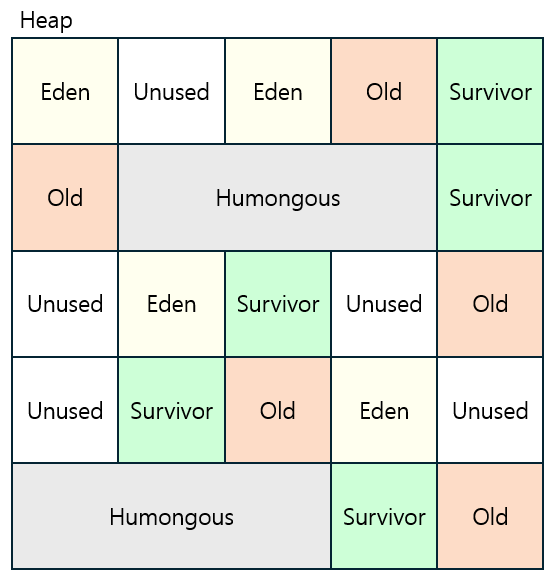 Heap
Eden Unused Eden Old Survivor
Old Humongous Survivor
Unused Eden Survivor Unused Old
Unused Survivor Old Eden Unused
Humongous Survivor Old